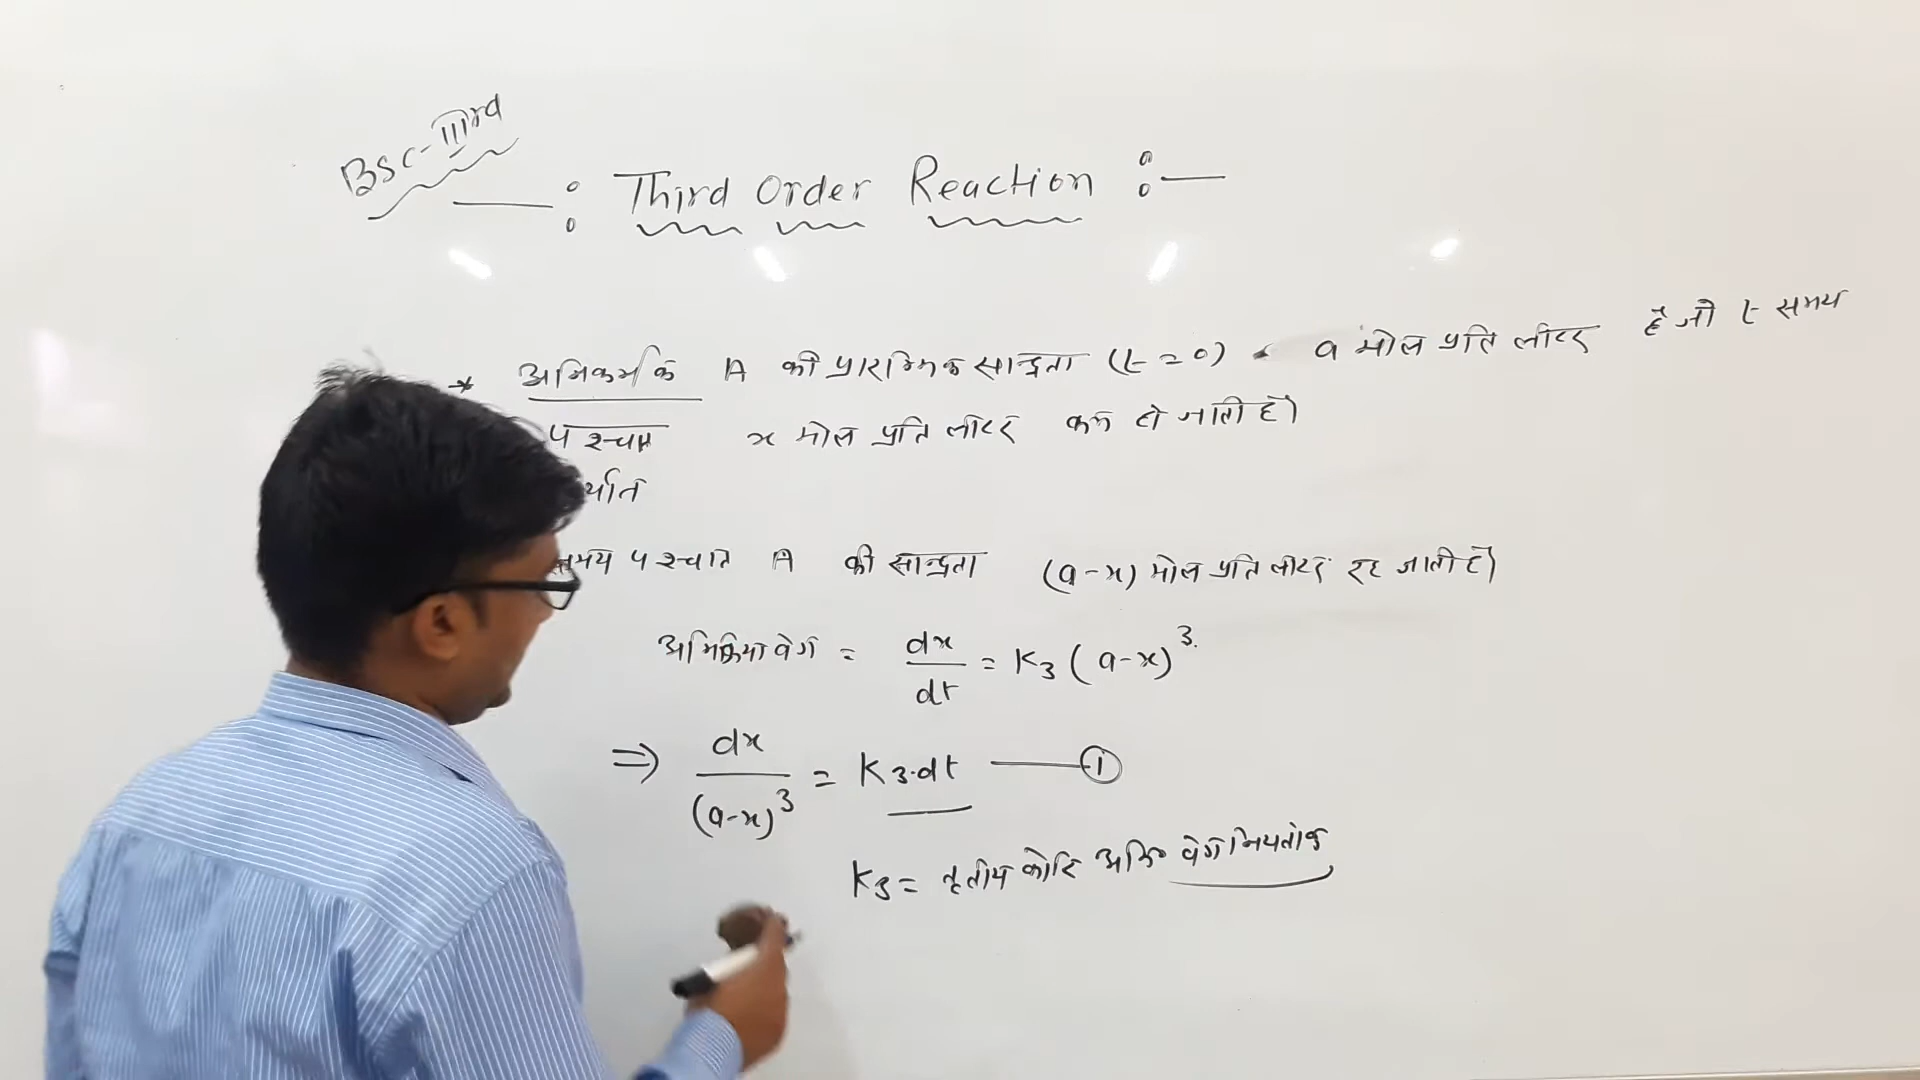 BSC-IIIrd
—: Third Order Reaction :—
* अभिकर्मक A की प्रारम्भिक सान्द्रता (t=0) a मोल प्रति लीटर है जो t समय
पश्चात x मोल प्रति लीटर कम हो जाती है।
र्थात
समय पश्चात A की सान्द्रता (a-x) मोल प्रति लीटर रह जाती है।
अभिक्रिया वेग = dx/dt = K₃(a-x)³
⇒ dx/(a-x)³ = K₃.dt —①
K₃ = तृतीय कोटि अभि० वेग नियतांक